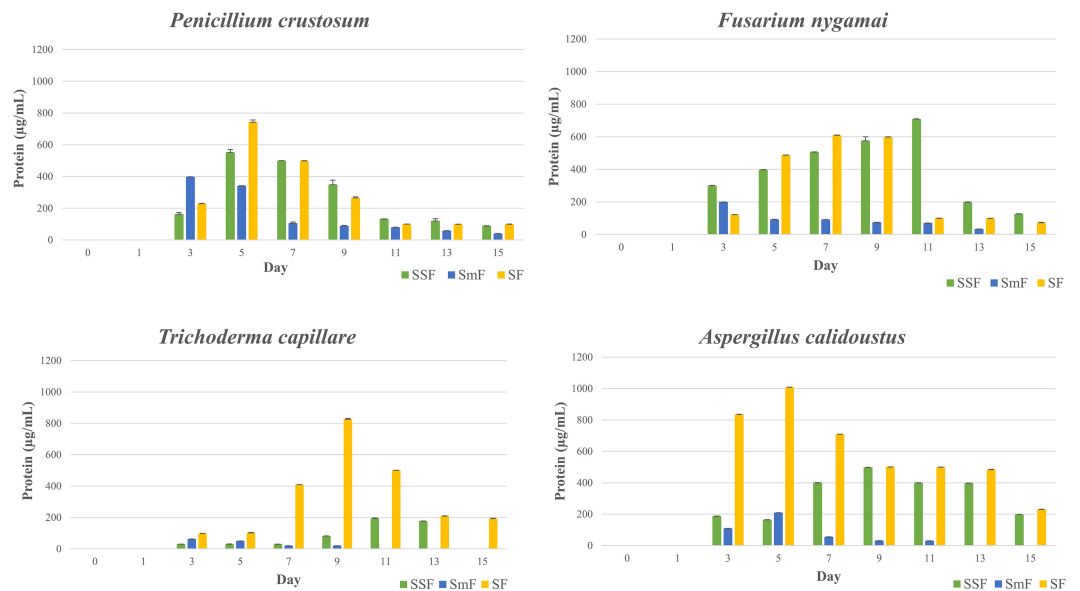 Penicillium crustosum
1200
1000
800
600
400
200
0
Protein (µg/mL)
0 1 3 5 7 9 11 13 15
Day
SSF SmF SF
Fusarium nygamai
1200
1000
800
600
400
200
0
Protein (µg/mL)
0 1 3 5 7 9 11 13 15
Day
SSF SmF SF
Trichoderma capillare
1200
1000
800
600
400
200
0
Protein (µg/mL)
0 1 3 5 7 9 11 13 15
Day
SSF SmF SF
Aspergillus calidoustus
1200
1000
800
600
400
200
0
Protein (µg/mL)
0 1 3 5 7 9 11 13 15
Day
SSF SmF SF